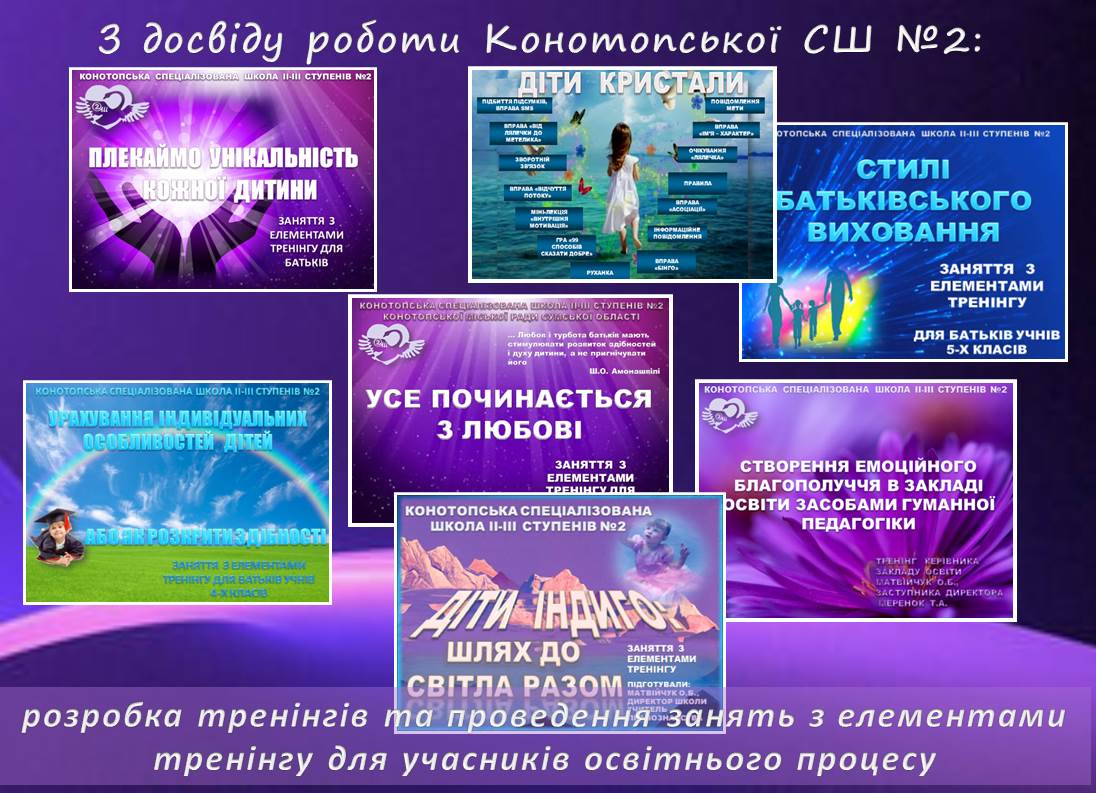 З досвіду роботи Конотопської СШ №2:
КОНОТОПСЬКА СПЕЦІАЛІЗОВАНА ШКОЛА ІІ-ІІІ СТУПЕНІВ №2
ПЛЕКАЙМО УНІКАЛЬНІСТЬ
КОЖНОЇ ДИТИНИ
ЗАНЯТТЯ З
ЕЛЕМЕНТАМИ
ТРЕНІНГУ ДЛЯ
БАТЬКІВ
ДІТИ КРИСТАЛИ
ПІДБИТТЯ ПІДСУМКІВ,
ВПРАВА SMS
ВПРАВА «ВІД
ЛЯЛЕЧКИ ДО
МЕТЕЛИКА»
ЗВОРОТНІЙ
ЗВ'ЯЗОК
ВПРАВА «ВІДЧУТТЯ
ПОТОКУ»
МІНІ-ЛЕКЦІЯ
«ВНУТРІШНЯ
МОТИВАЦІЯ»
ГРА «99
СПОСОБІВ
СКАЗАТИ ДОБРЕ»
РУХАНКА
ПОВІДОМЛЕННЯ
МЕТИ
ВПРАВА
«ІМ'Я - ХАРАКТЕР»
ОЧІКУВАННЯ
«ЛЯЛЕЧКА»
ПРАВИЛА
ВПРАВА
«АСОЦІАЦІЇ»
ІНФОРМАЦІЙНЕ
ПОВІДОМЛЕННЯ
ВПРАВА
«БІНГО»
СПЕЦІАЛІЗОВАНА ШКОЛА ІІ-ІІІ СТУПЕНІВ №2
СТИЛІ
БАТЬКІВСЬКОГО
ВИХОВАННЯ
ЗАНЯТТЯ З
ЕЛЕМЕНТАМИ
ТРЕНІНГУ
ДЛЯ БАТЬКІВ УЧНІВ
5-Х КЛАСІВ
КОНОТОПСЬКА СПЕЦІАЛІЗОВАНА ШКОЛА ІІ-ІІІ СТУПЕНІВ №2
КОНОТОПСЬКОЇ МІСЬКОЇ РАДИ СУМСЬКОЇ ОБЛАСТІ
... Любов і турбота батьків мають
стимулювати розвиток здібностей
і духу дитини, а не пригнічувати
його
Ш.О. Амонашвілі
УСЕ ПОЧИНАЄТЬСЯ
З ЛЮБОВІ
ЗАНЯТТЯ З
ЕЛЕМЕНТАМИ
ТРЕНІНГУ ДЛЯ
КОНОТОПСЬКА СПЕЦІАЛІЗОВАНА ШКОЛА ІІ-ІІІ СТУПЕНІВ №2
УРАХУВАННЯ ІНДИВІДУАЛЬНИХ
ОСОБЛИВОСТЕЙ ДІТЕЙ
АБО ЯК РОЗКРИТИ ЗДІБНОСТІ
ЗАНЯТТЯ З ЕЛЕМЕНТАМИ
ТРЕНІНГУ ДЛЯ БАТЬКІВ УЧНІВ
4-Х КЛАСІВ
КОНОТОПСЬКА СПЕЦІАЛІЗОВАНА ШКОЛА ІІ-ІІІ СТУПЕНІВ №2
СТВОРЕННЯ ЕМОЦІЙНОГО
БЛАГОПОЛУЧЧЯ В ЗАКЛАДІ
ОСВІТИ ЗАСОБАМИ ГУМАННОЇ
ПЕДАГОГІКИ
ТРЕНІНГ КЕРІВНИКА
ЗАКЛАДУ ОСВІТИ
МАТВІЙЧУК О.Б.,
ЗАСТУПНИКА ДИРЕКТОРА
МЕРЕНОК Т.А.
КОНОТОПСЬКА СПЕЦІАЛІЗОВАНА
ШКОЛА ІІ-ІІІ СТУПЕНІВ №2
ДІТИ ІНДИГО:
ШЛЯХ ДО
СВІТЛА РАЗОМ
ЗАНЯТТЯ З
ЕЛЕМЕНТАМИ
ТРЕНІНГУ
ПІДГОТУВАЛИ:
МАТВІЙЧУК О.Б.,
ДИРЕКТОР ШКОЛИ
розробка тренінгів та проведення занять з елементами
тренінгу для учасників освітнього процесу